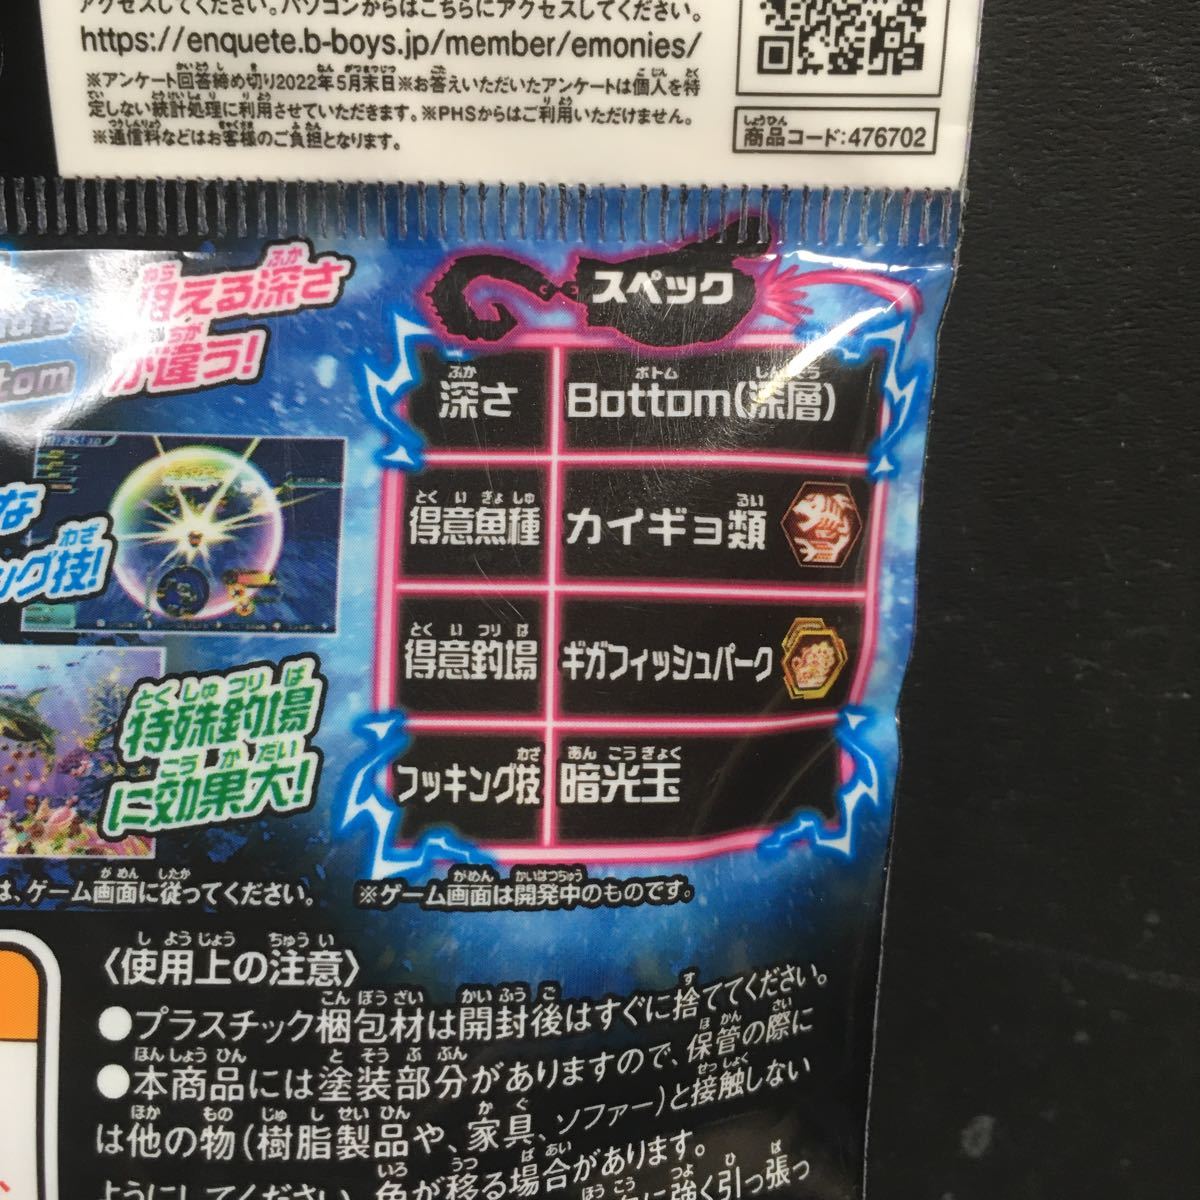 アクセスしてください。パソコンからはこちらにアクセスしてください。
https://enquete.b-boys.jp/member/emonies/
※アンケート回答締め切り2022年5月末日※お答えいただいたアンケートは個人を特
定しない統計処理に利用させていただきます。※PHSからはご利用いただけません。
※通信料などはお客様のご負担となります。
商品コード:476702
狙える深さ
が違う!
tom
スペック
深さ Bottom(深層)
得意魚種 カイギョ類
得意釣場 ギガフィッシュパーク
フッキング技 暗光玉
な
ング技!
特殊釣場
に効果大!
は、ゲーム画面に従ってください。
※ゲーム画面は開発中のものです。
〈使用上の注意〉
●プラスチック梱包材は開封後はすぐに捨ててください。
●本商品には塗装部分がありますので、保管の際に
は他の物(樹脂製品や、家具、ソファー)と接触しない
ようにしてください。色が移る場合があります。
に強く引っ張っ